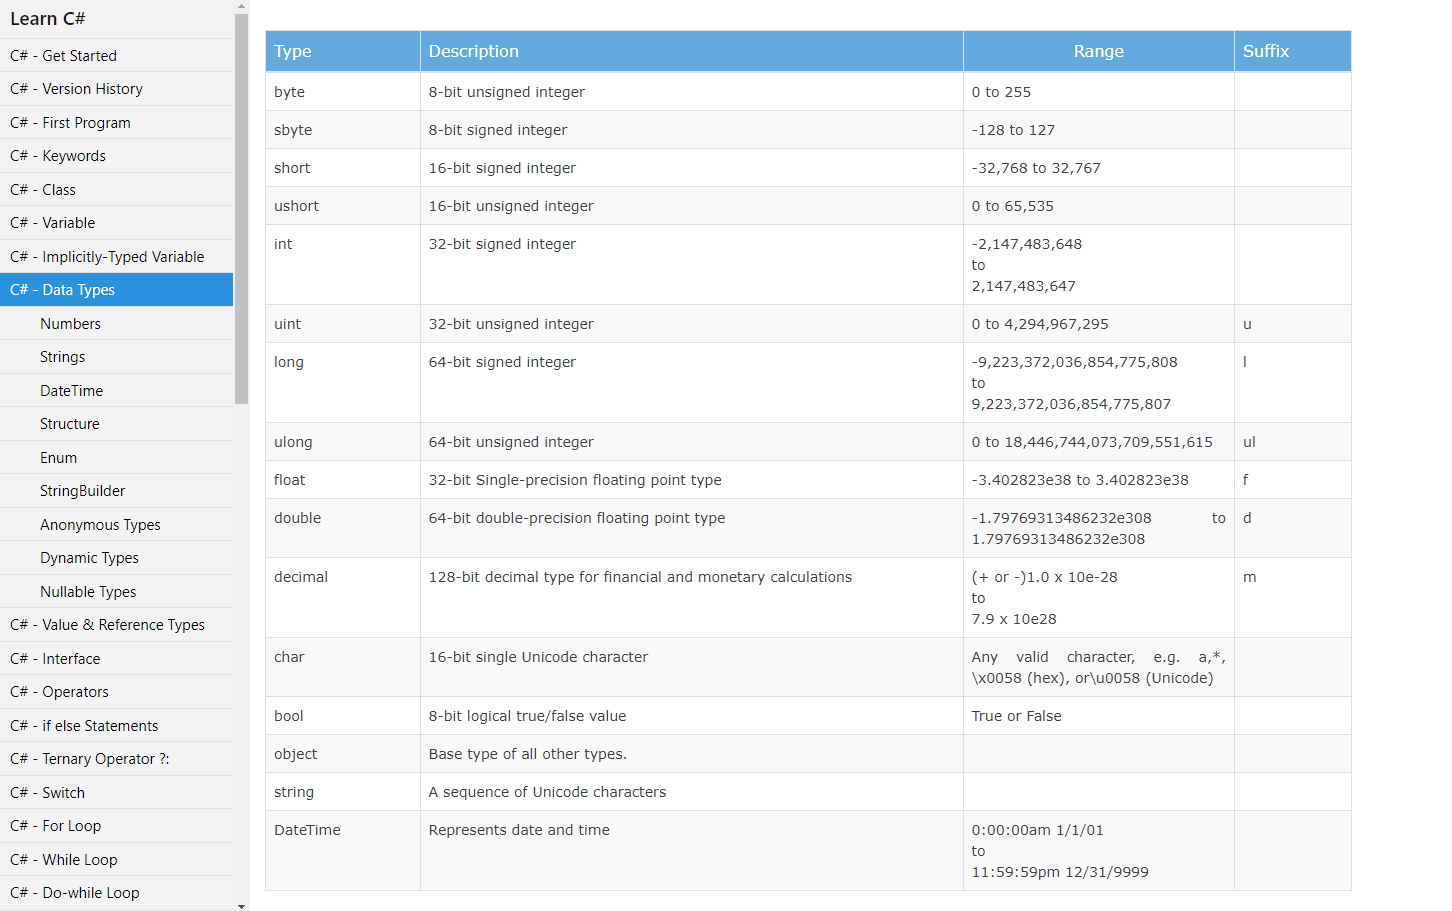 Learn C#
C# - Get Started
C# - Version History
C# - First Program
C# - Keywords
C# - Class
C# - Variable
C# - Implicitly-Typed Variable
C# - Data Types
Numbers
Strings
DateTime
Structure
Enum
StringBuilder
Anonymous Types
Dynamic Types
Nullable Types
C# - Value & Reference Types
C# - Interface
C# - Operators
C# - if else Statements
C# - Ternary Operator ?:
C# - Switch
C# - For Loop
C# - While Loop
C# - Do-while Loop
Type Description Range Suffix
byte 8-bit unsigned integer 0 to 255
sbyte 8-bit signed integer -128 to 127
short 16-bit signed integer -32,768 to 32,767
ushort 16-bit unsigned integer 0 to 65,535
int 32-bit signed integer -2,147,483,648
to
2,147,483,647
uint 32-bit unsigned integer 0 to 4,294,967,295 u
long 64-bit signed integer -9,223,372,036,854,775,808 l
to
9,223,372,036,854,775,807
ulong 64-bit unsigned integer 0 to 18,446,744,073,709,551,615 ul
float 32-bit Single-precision floating point type -3.402823e38 to 3.402823e38 f
double 64-bit double-precision floating point type -1.79769313486232e308 to d
1.79769313486232e308
decimal 128-bit decimal type for financial and monetary calculations (+ or -)1.0 x 10e-28 m
to
7.9 x 10e28
char 16-bit single Unicode character Any valid character, e.g. a,*,
\x0058 (hex), or\u0058 (Unicode)
bool 8-bit logical true/false value True or False
object Base type of all other types.
string A sequence of Unicode characters
DateTime Represents date and time 0:00:00am 1/1/01
to
11:59:59pm 12/31/9999